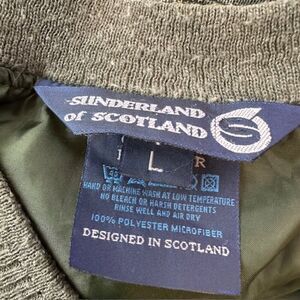 SUNDERLAND
of SCOTLAND
L R
HAND OR MACHINE WASH AT LOW TEMPERATURE
NO BLEACH OR HARSH DETERGENTS
RINSE WELL AND AIR DRY
100% POLYESTER MICROFIBER
DESIGNED IN SCOTLAND